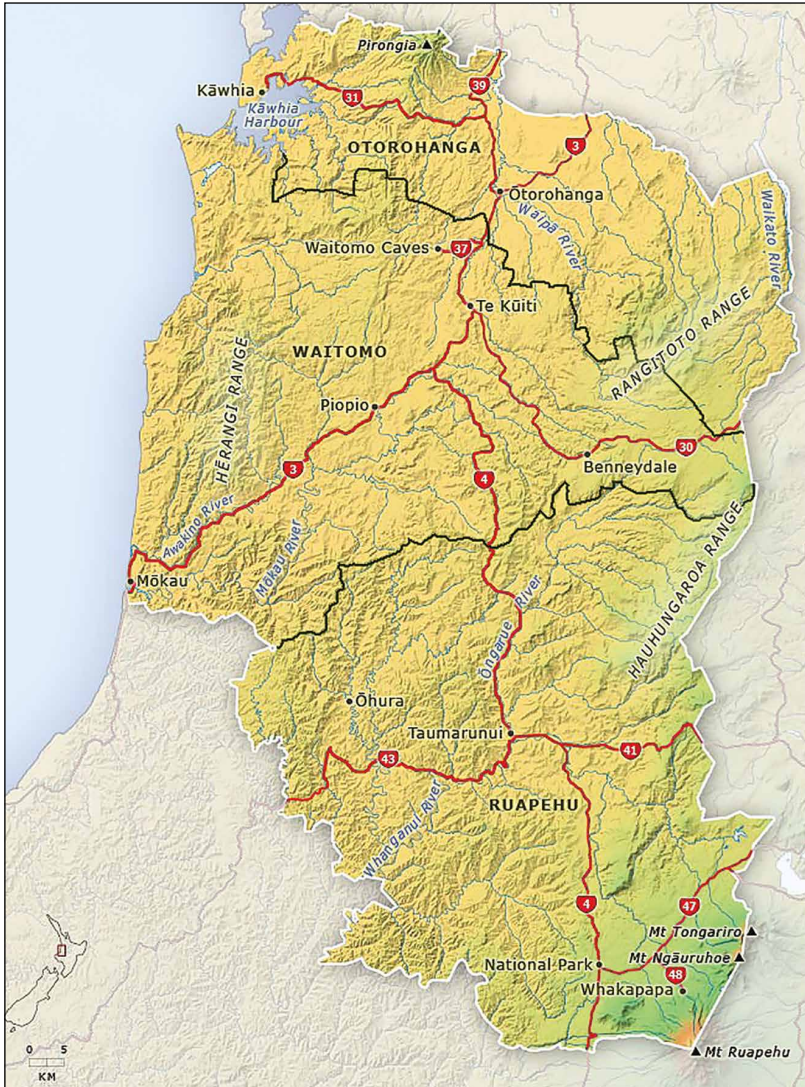 Pirongia
39
Kāwhia
31
Kāwhia
Harbour
3
OTOROHANGA
Ōtorohanga
Waipā River
Waikato River
Waitomo Caves
37
Te Kūiti
RANGITOTO RANGE
WAITOMO
HĒRANGI RANGE
Piopio
30
Benneydale
3
4
Awakino River
Mōkau River
Mōkau
HAUHUNGAROA RANGE
Ōngarue River
Ōhura
Taumarunui
41
43
RUAPEHU
Whanganui River
4
47
Mt Tongariro
Mt Ngāuruhoe
National Park
48
Whakapapa
0 5
KM
Mt Ruapehu